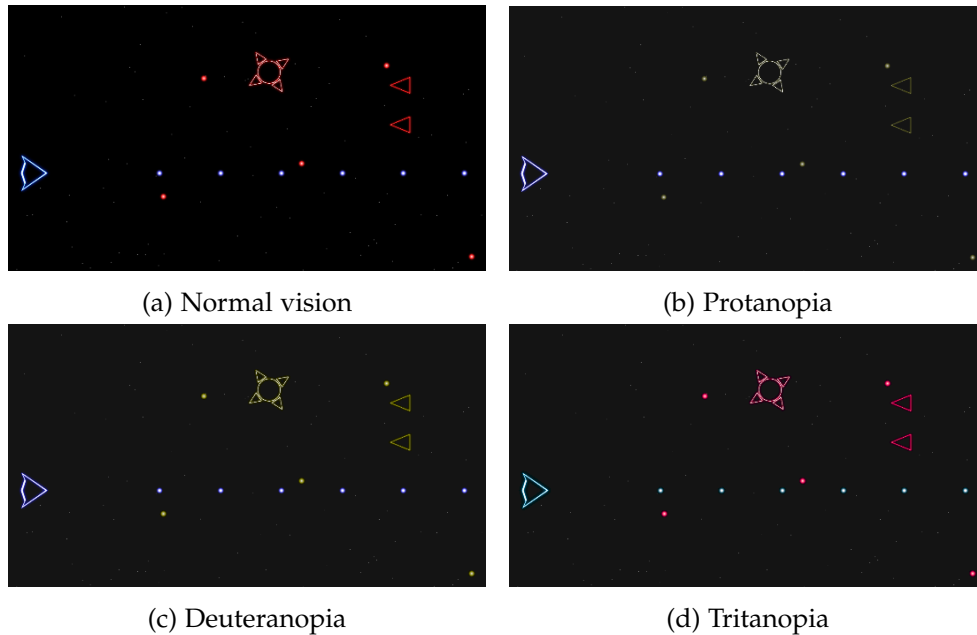 (a) Normal vision
(b) Protanopia
(c) Deuteranopia
(d) Tritanopia